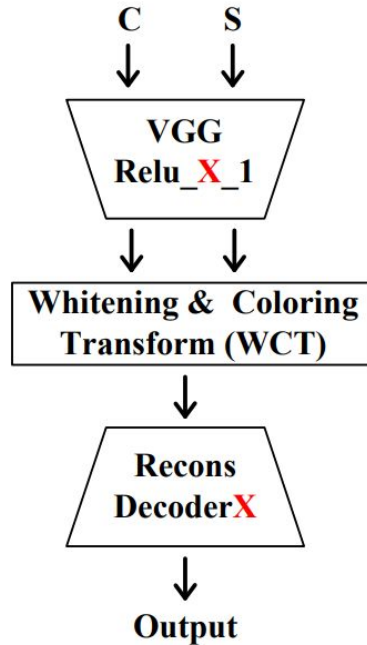 C S
VGG
Relu_X_1
Whitening & Coloring
Transform (WCT)
Recons
DecoderX
Output